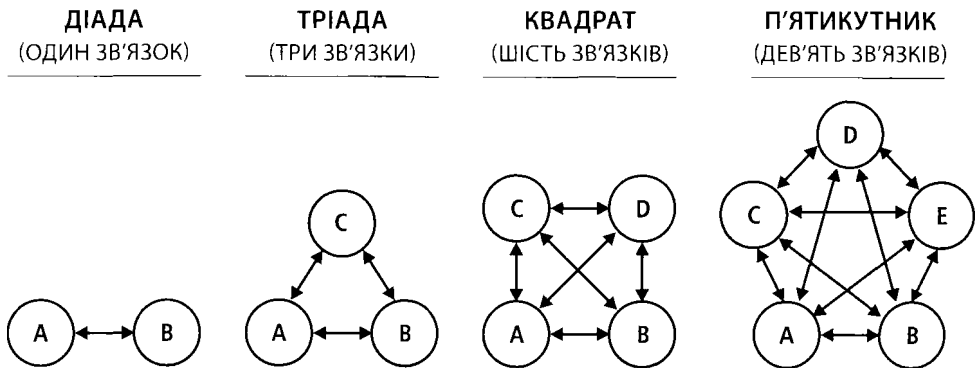 ДІАДА
(ОДИН ЗВ'ЯЗОК)
ТРІАДА
(ТРИ ЗВ'ЯЗКИ)
КВАДРАТ
(ШІСТЬ ЗВ'ЯЗКІВ)
П'ЯТИКУТНИК
(ДЕВ'ЯТЬ ЗВ'ЯЗКІВ)
A B
C
A B
C D
A B
D
C E
A B